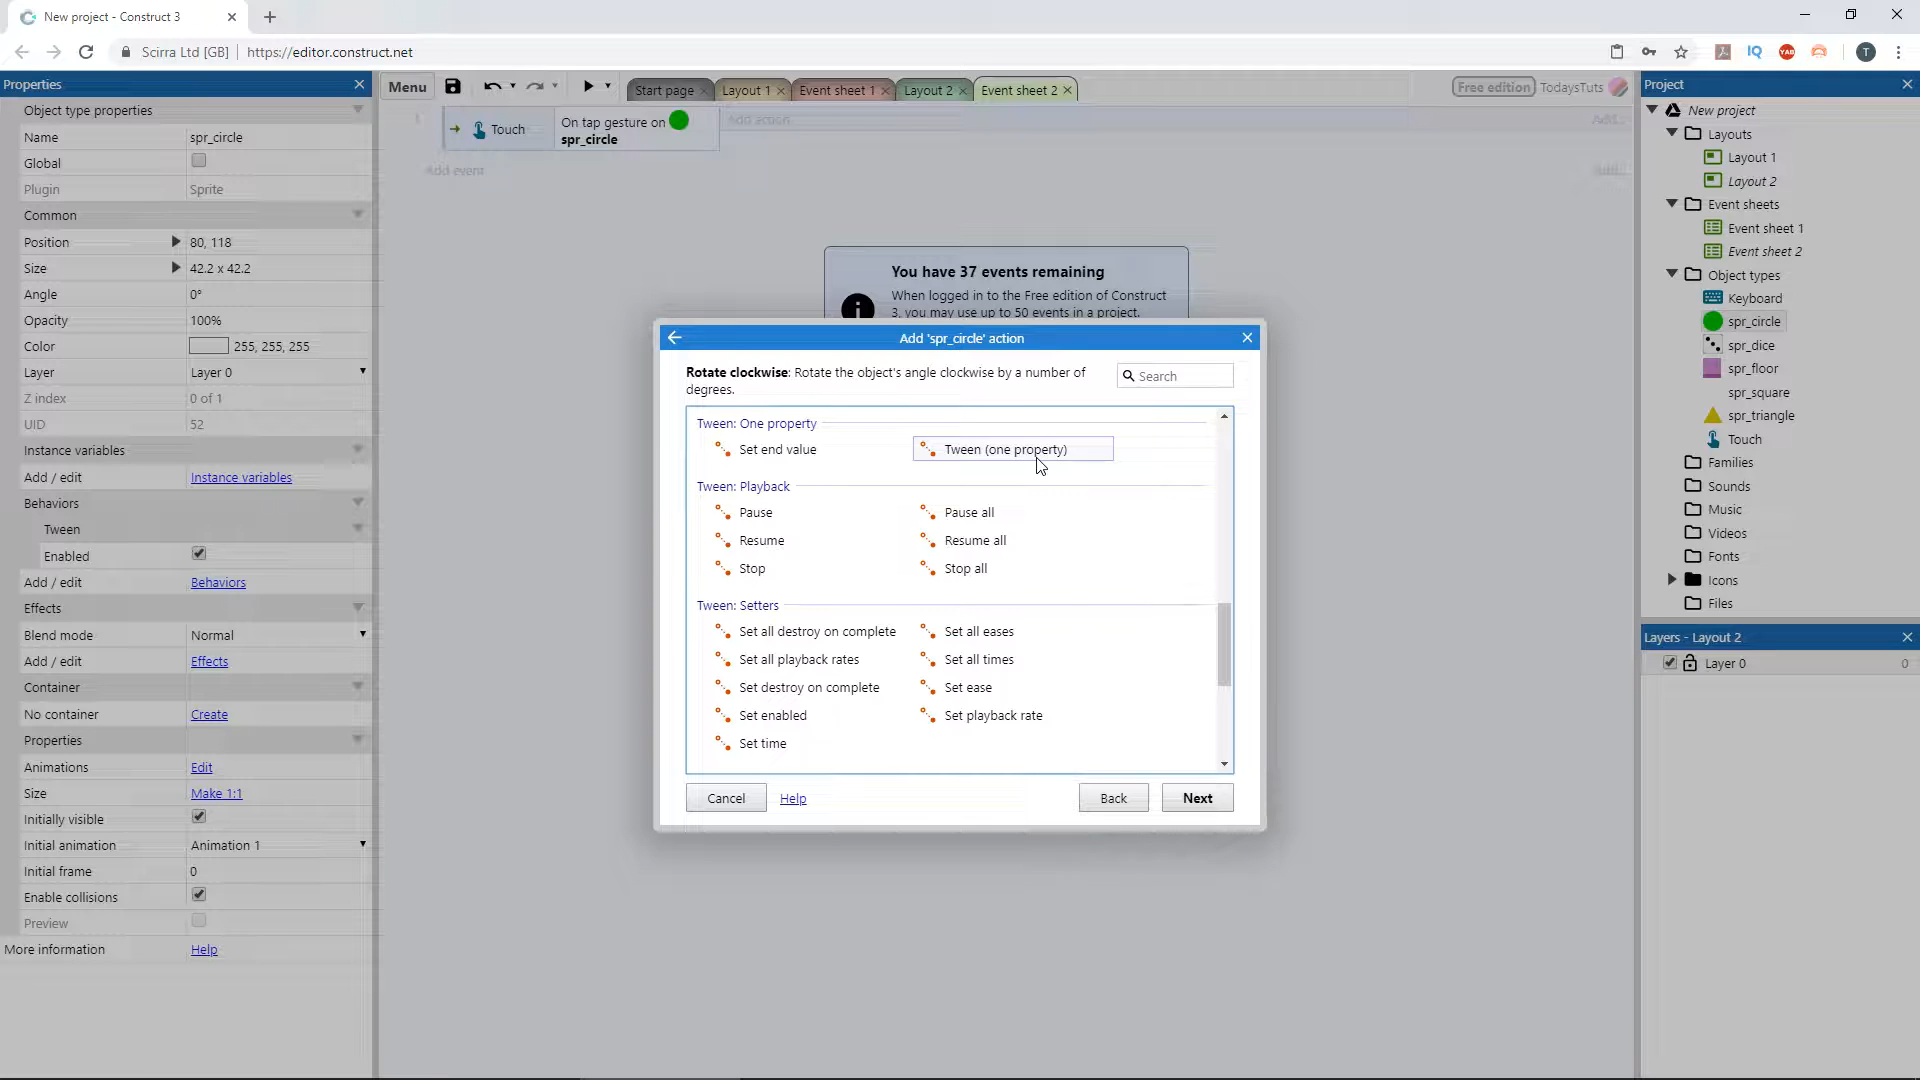 New project - Construct 3
Scirra Ltd [GB] | https://editor.construct.net
IQ
YAB
T
Properties
Object type properties
Name spr_circle
Global
Plugin Sprite
Common
Position 80, 118
Size 42.2 x 42.2
Angle 0°
Opacity 100%
Color 255, 255, 255
Layer Layer 0
Z index 0 of 1
UID 52
Instance variables
Add / edit Instance variables
Behaviors
Tween
Enabled
Add / edit Behaviors
Effects
Blend mode Normal
Add / edit Effects
Container
No container Create
Properties
Animations Edit
Size Make 1:1
Initially visible
Initial animation Animation 1
Initial frame 0
Enable collisions
Preview
More information Help
Menu
Start page
Layout 1
Event sheet 1
Layout 2
Event sheet 2
Free edition TodaysTuts
1
Touch
On tap gesture on
spr_circle
Add action
Add...
Add event
Add...
You have 37 events remaining
When logged in to the Free edition of Construct
3, you may use up to 50 events in a project.
Add 'spr_circle' action
Rotate clockwise: Rotate the object's angle clockwise by a number of
degrees.
Search
Tween: One property
Set end value Tween (one property)
Tween: Playback
Pause Pause all
Resume Resume all
Stop Stop all
Tween: Setters
Set all destroy on complete Set all eases
Set all playback rates Set all times
Set destroy on complete Set ease
Set enabled Set playback rate
Set time
Cancel Help Back Next
Project
New project
Layouts
Layout 1
Layout 2
Event sheets
Event sheet 1
Event sheet 2
Object types
Keyboard
spr_circle
spr_dice
spr_floor
spr_square
spr_triangle
Touch
Families
Sounds
Music
Videos
Fonts
Icons
Files
Layers - Layout 2
Layer 0 0